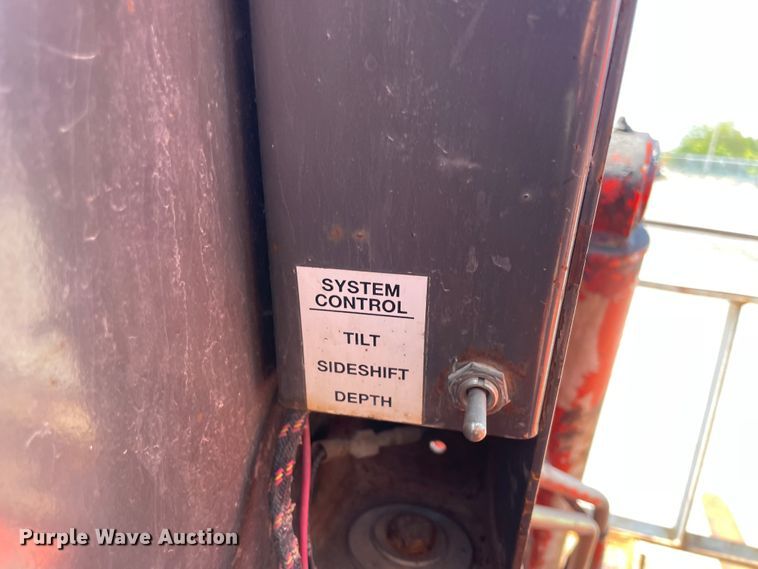 SYSTEM
CONTROL
TILT
SIDESHIFT
DEPTH
Purple Wave Auction